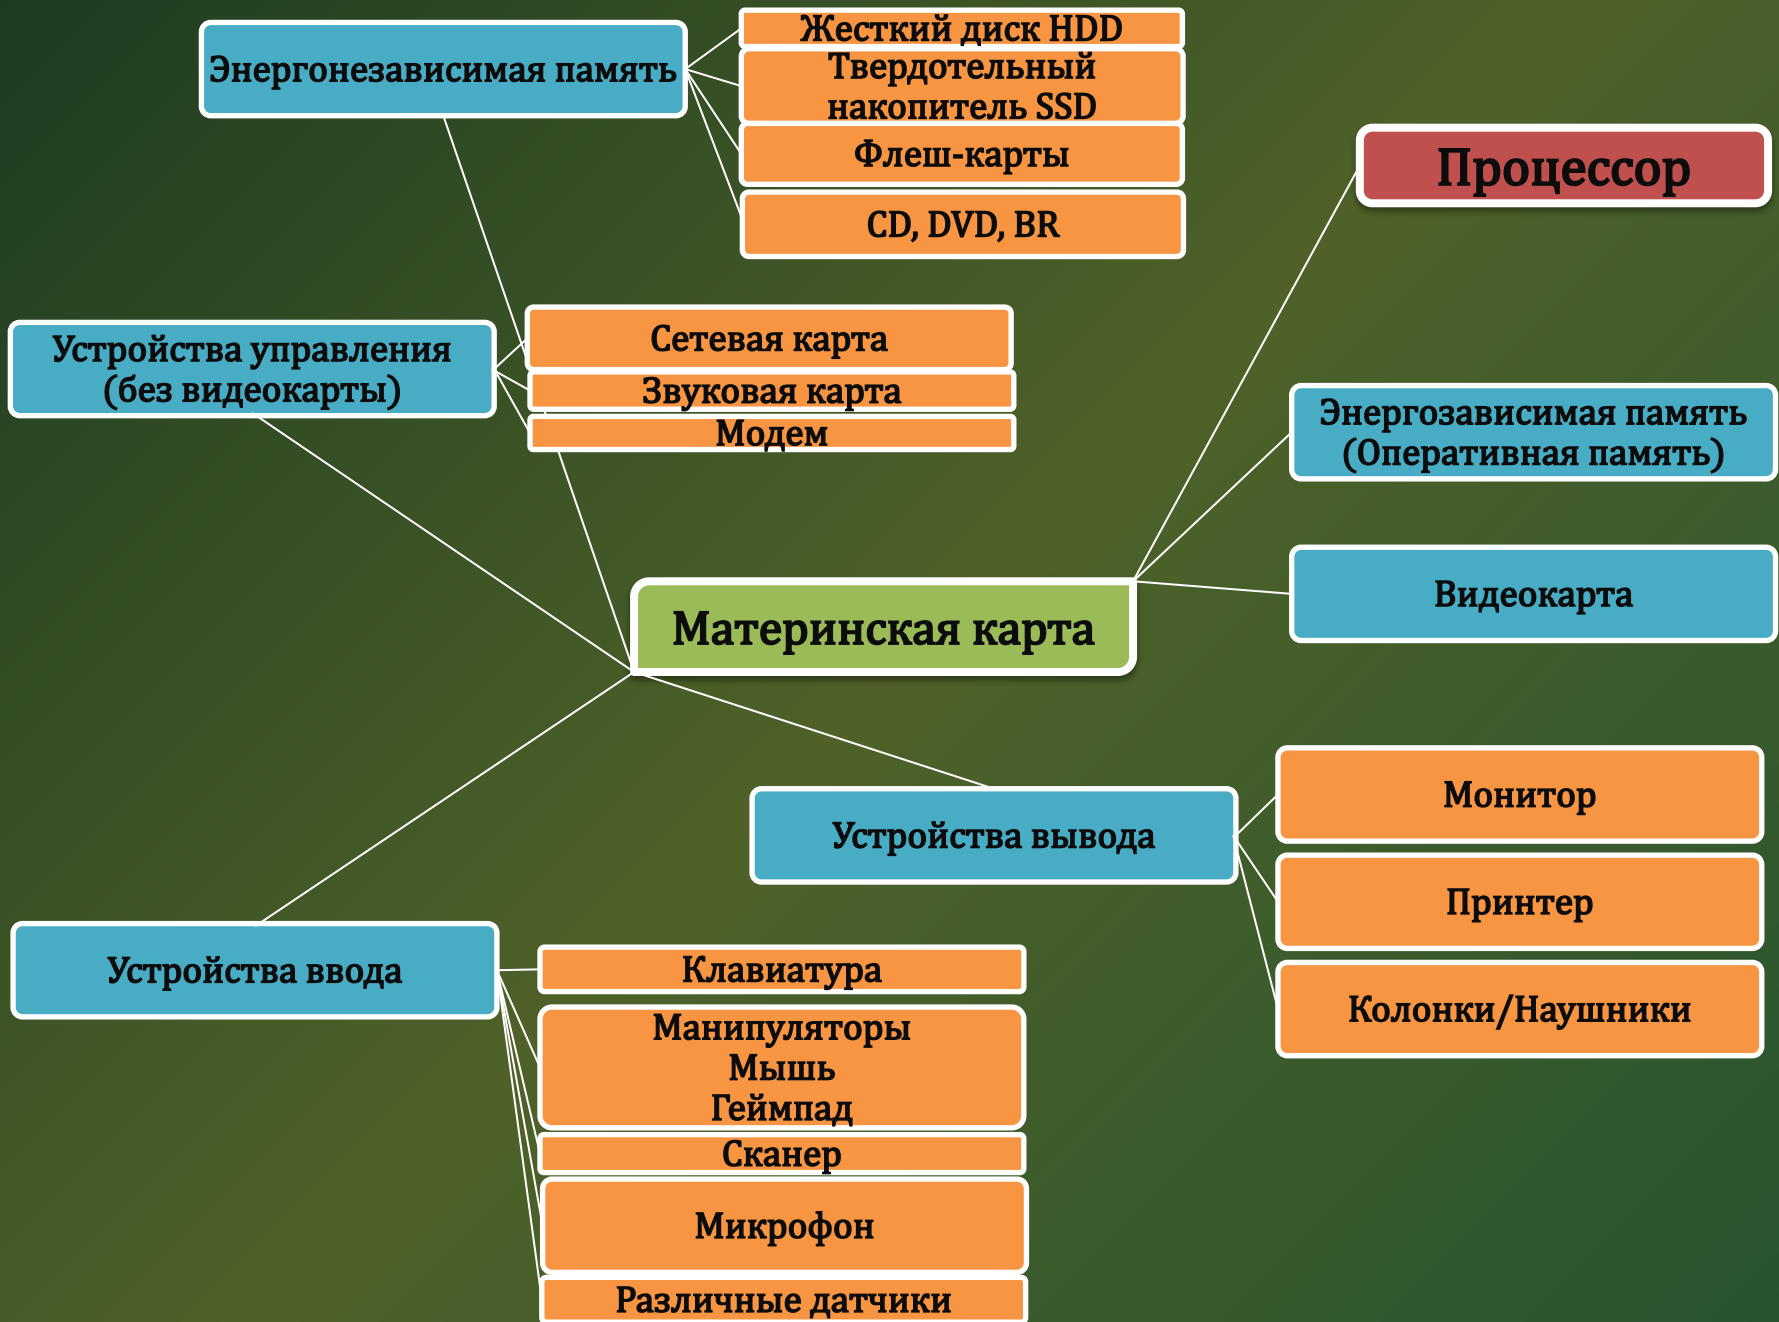 Энергонезависимая память
Жесткий диск HDD
Твердотельный
накопитель SSD
Флеш-карты
CD, DVD, BR
Процессор
Устройства управления
(без видеокарты)
Сетевая карта
Звуковая карта
Модем
Энергозависимая память
(Оперативная память)
Видеокарта
Материнская карта
Устройства вывода
Монитор
Принтер
Колонки/Наушники
Устройства ввода
Клавиатура
Манипуляторы
Мышь
Геймпад
Сканер
Микрофон
Различные датчики